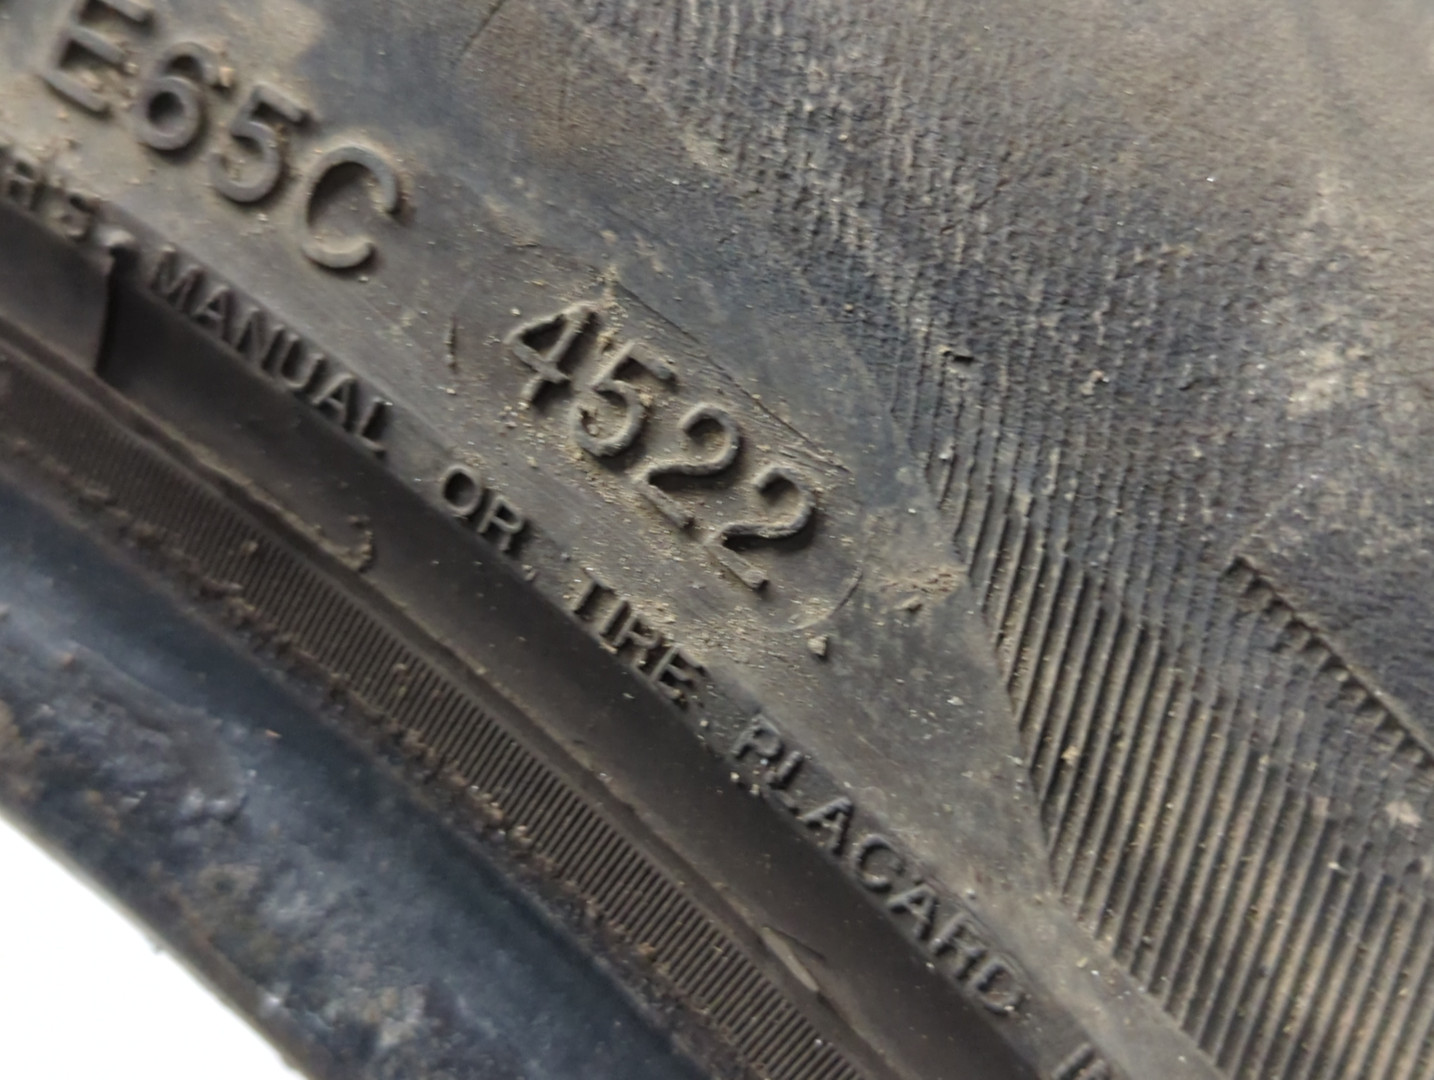 E65C 4522
MANUAL OR TIRE PLACARD